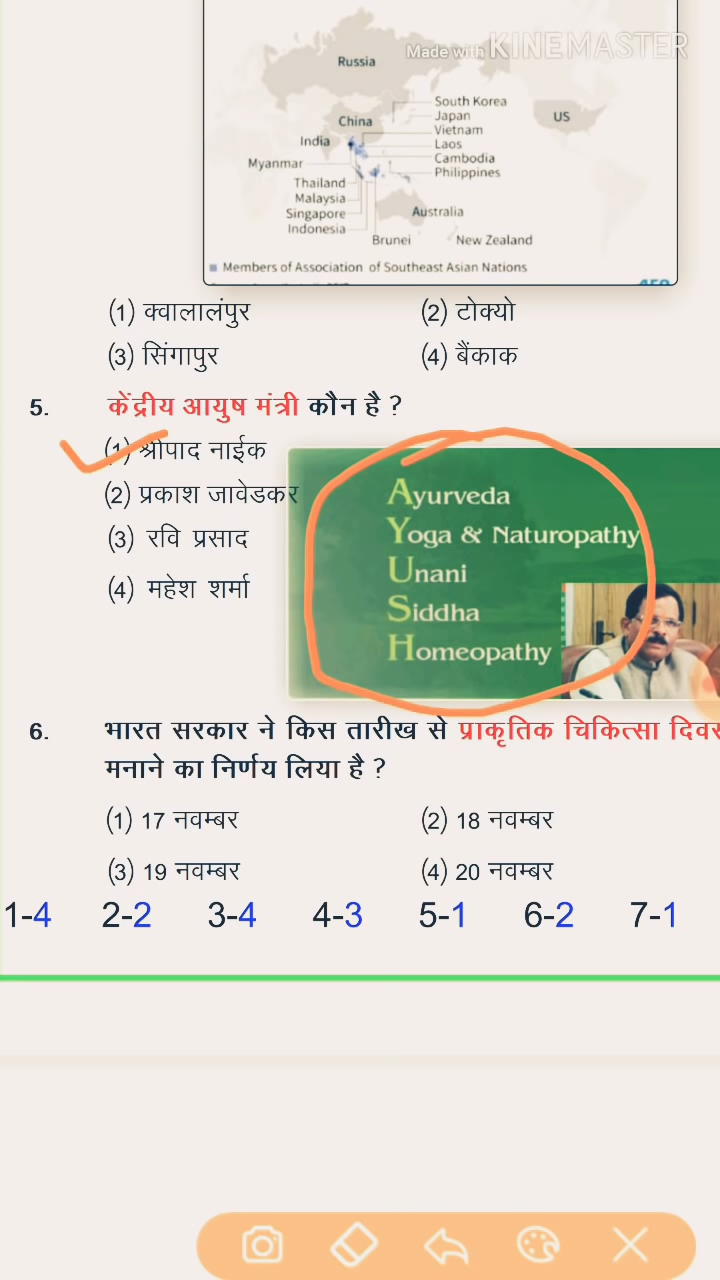 Made with KINEMASTER
Russia
South Korea
China
Japan
US
Vietnam
India
Laos
Myanmar
Cambodia
Philippines
Thailand
Malaysia
Singapore
Australia
Indonesia
Brunei
New Zealand
Members of Association of Southeast Asian Nations
(1) क्वालालंपुर (2) टोक्यो
(3) सिंगापुर (4) बैंकाक
5. केंद्रीय आयुष मंत्री कौन है ?
(1) श्रीपाद नाईक
(2) प्रकाश जावेडकर
(3) रवि प्रसाद
(4) महेश शर्मा
Ayurveda
Yoga & Naturopathy
Unani
Siddha
Homeopathy
6. भारत सरकार ने किस तारीख से प्राकृतिक चिकित्सा दिवस
मनाने का निर्णय लिया है ?
(1) 17 नवम्बर (2) 18 नवम्बर
(3) 19 नवम्बर (4) 20 नवम्बर
1-4 2-2 3-4 4-3 5-1 6-2 7-1